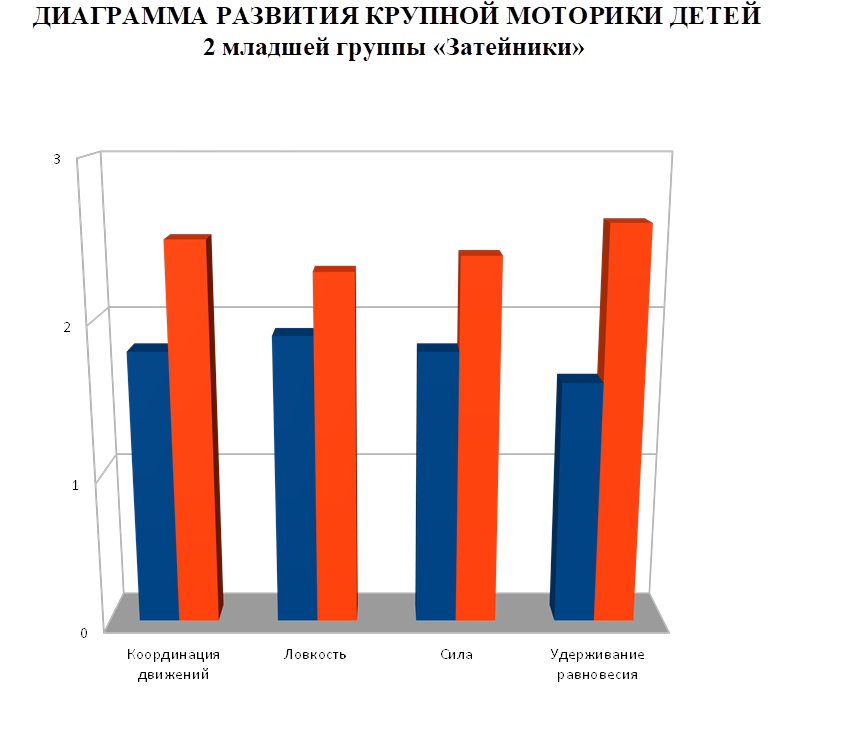 ДИАГРАММА РАЗВИТИЯ КРУПНОЙ МОТОРИКИ ДЕТЕЙ
2 младшей группы «Затейники»
3
2
1
0
Координация
движений
Ловкость
Сила
Удерживание
равновесия